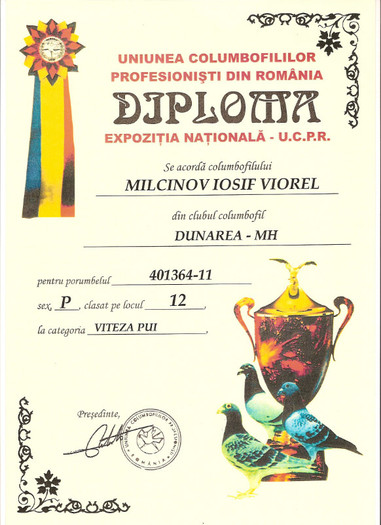 UNIUNEA COLUMBOFILILOR
PROFESIONIȘTI DIN ROMÂNIA
DIPLOMA
EXPOZIȚIA NAȚIONALĂ - U.C.P.R.
Se acordă columbofilului
MILCINOV IOSIF VIOREL
din clubul columbofil
DUNAREA - MH
pentru porumbelul 401364-11
sex, P, clasat pe locul 12,
la categoria VITEZA PUI,
Președinte,